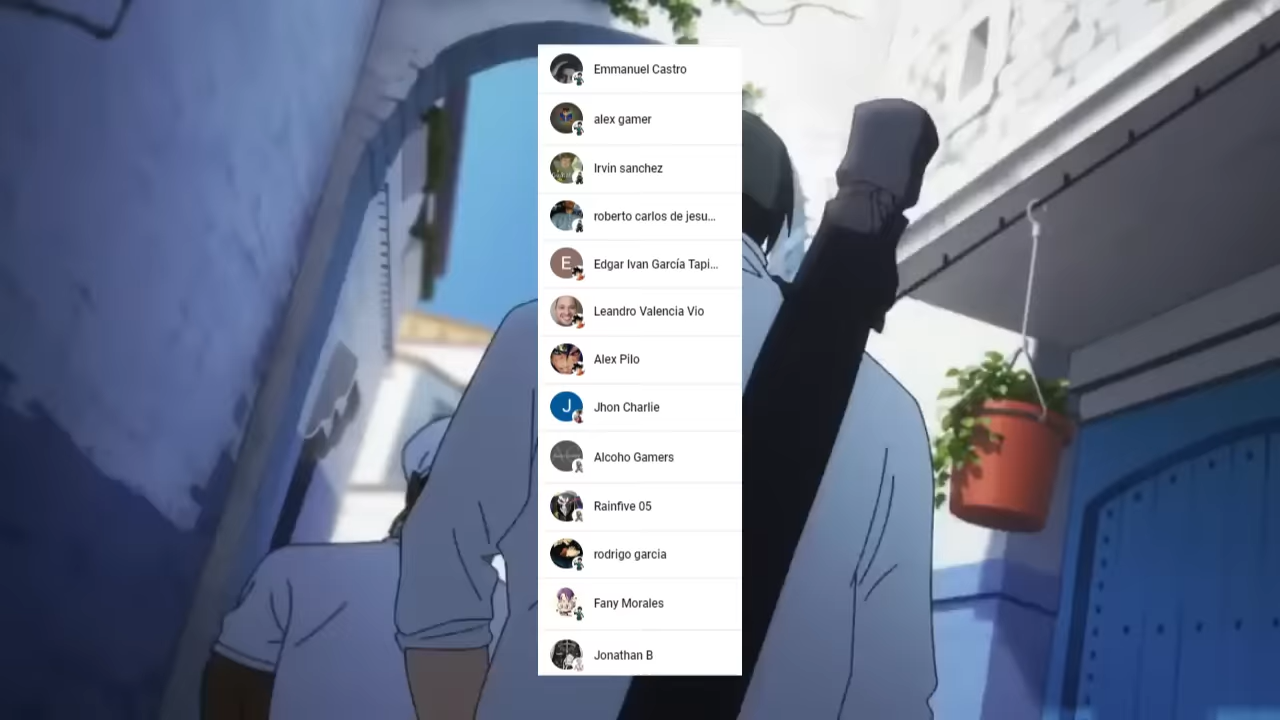 Emmanuel Castro
alex gamer
Irvin sanchez
roberto carlos de jesu...
E
Edgar Ivan García Tapi...
Leandro Valencia Vio
Alex Pilo
J
Jhon Charlie
Alcoho Gamers
Rainfive 05
rodrigo garcia
Fany Morales
Jonathan B